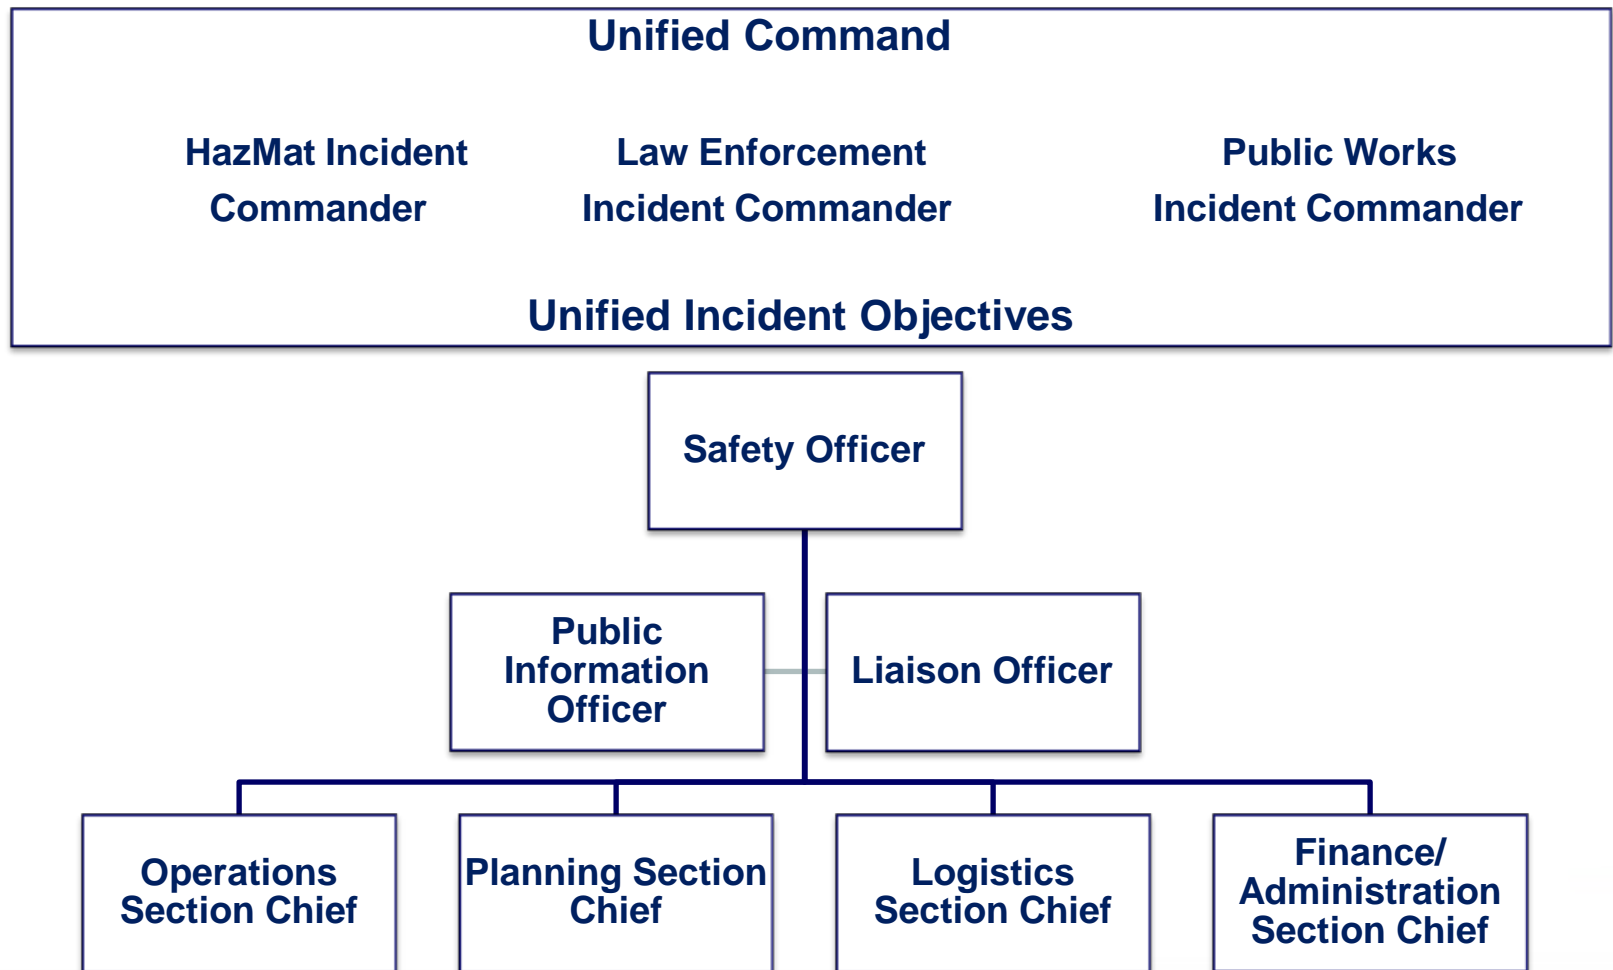 Unified Command
HazMat Incident
Commander
Law Enforcement
Incident Commander
Public Works
Incident Commander
Unified Incident Objectives
Safety Officer
Public
Information
Officer
Liaison Officer
Operations
Section Chief
Planning Section
Chief
Logistics
Section Chief
Finance/
Administration
Section Chief